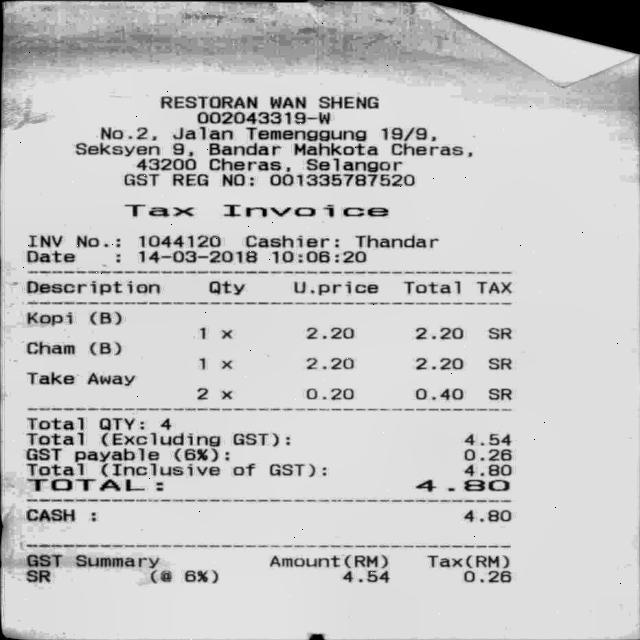 RESTORAN WAN SHENG
002043319-W
No.2, Jalan Temenggung 19/9,
Seksyen 9, Bandar Mahkota Cheras,
43200 Cheras, Selangor
GST REG NO: 001335787520
Tax Invoice
INV No.: 1044120 Cashier: Thandar
Date : 14-03-2018 10:06:20
Description Qty U.price Total TAX
Kopi (B)
1 x 2.20 2.20 SR
Cham (B)
1 x 2.20 2.20 SR
Take Away
2 x 0.20 0.40 SR
Total QTY: 4
Total (Excluding GST): 4.54
GST payable (6%): 0.26
Total (Inclusive of GST): 4.80
TOTAL: 4.80
CASH : 4.80
GST Summary Amount(RM) Tax(RM)
SR (@ 6%) 4.54 0.26